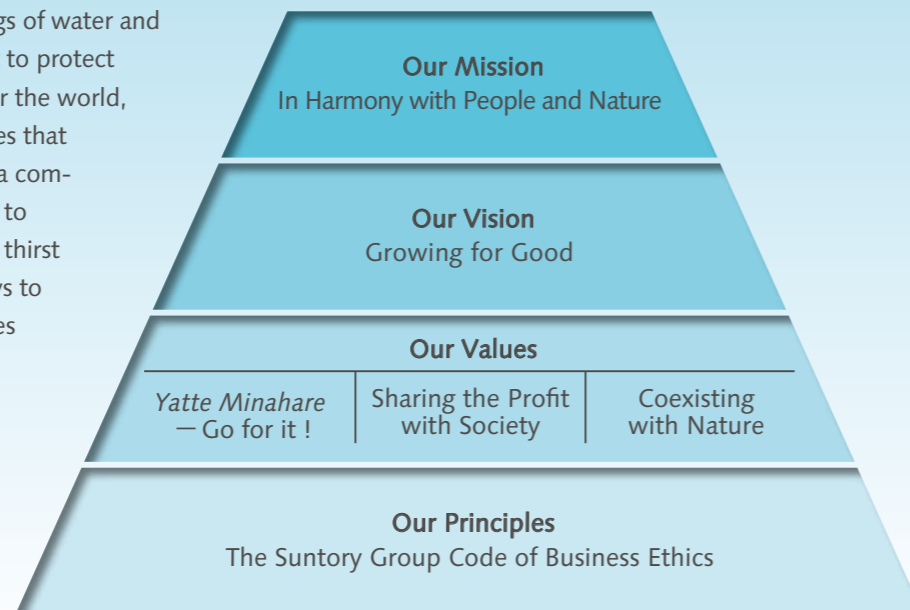 gs of water and
to protect
r the world,
es that
a com-
to
thirst
s to
es
Our Mission
In Harmony with People and Nature
Our Vision
Growing for Good
Our Values
Yatte Minahare
— Go for it !
Sharing the Profit
with Society
Coexisting
with Nature
Our Principles
The Suntory Group Code of Business Ethics